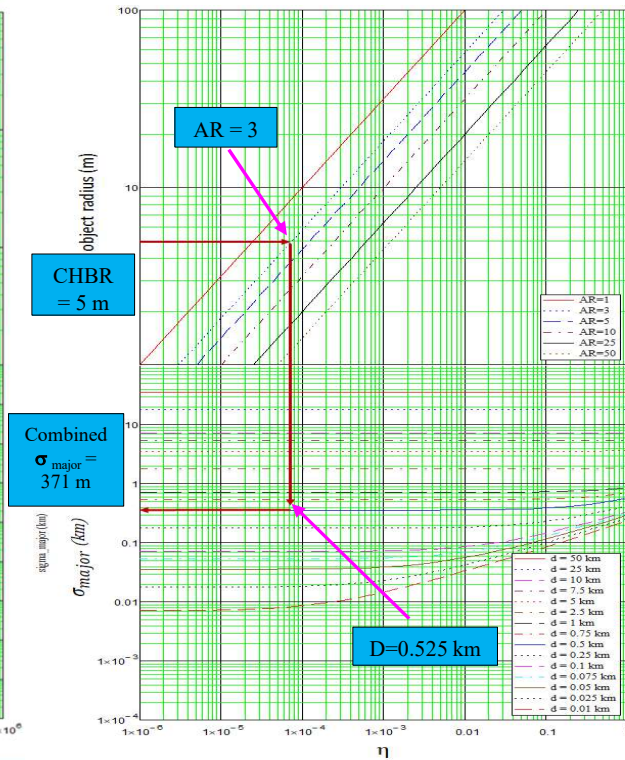 100
10
object radius (m)
AR = 3
CHBR
= 5 m
AR=1
AR=3
AR=5
AR=10
AR=25
AR=50
10
1
0.1
0.01
1×10⁻³
1×10⁻⁴
sigma_major (km)
σmajor (km)
Combined
σ major =
371 m
D=0.525 km
d = 50 km
d = 25 km
d = 10 km
d = 7.5 km
d = 5 km
d = 2.5 km
d = 1 km
d = 0.75 km
d = 0.5 km
d = 0.25 km
d = 0.1 km
d = 0.075 km
d = 0.05 km
d = 0.025 km
d = 0.01 km
1×10⁻⁶ 1×10⁻⁵ 1×10⁻⁴ 1×10⁻³ 0.01 0.1
η